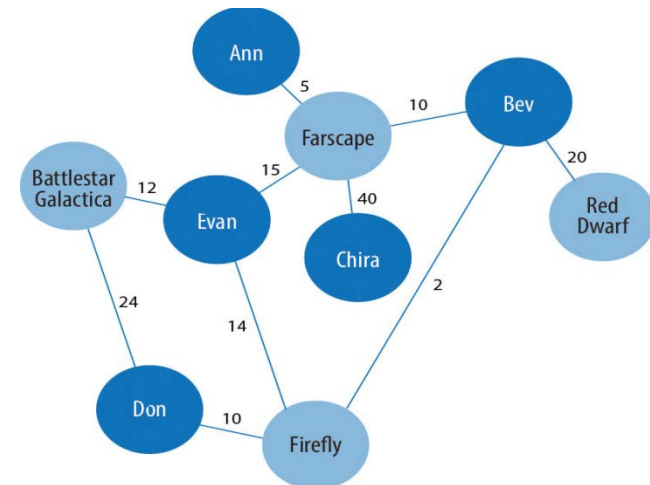 Ann
5
10
Bev
Farscape
Battlestar
Galactica
12
15
20
40
Red
Dwarf
Evan
Chira
2
24
14
Don
10
Firefly